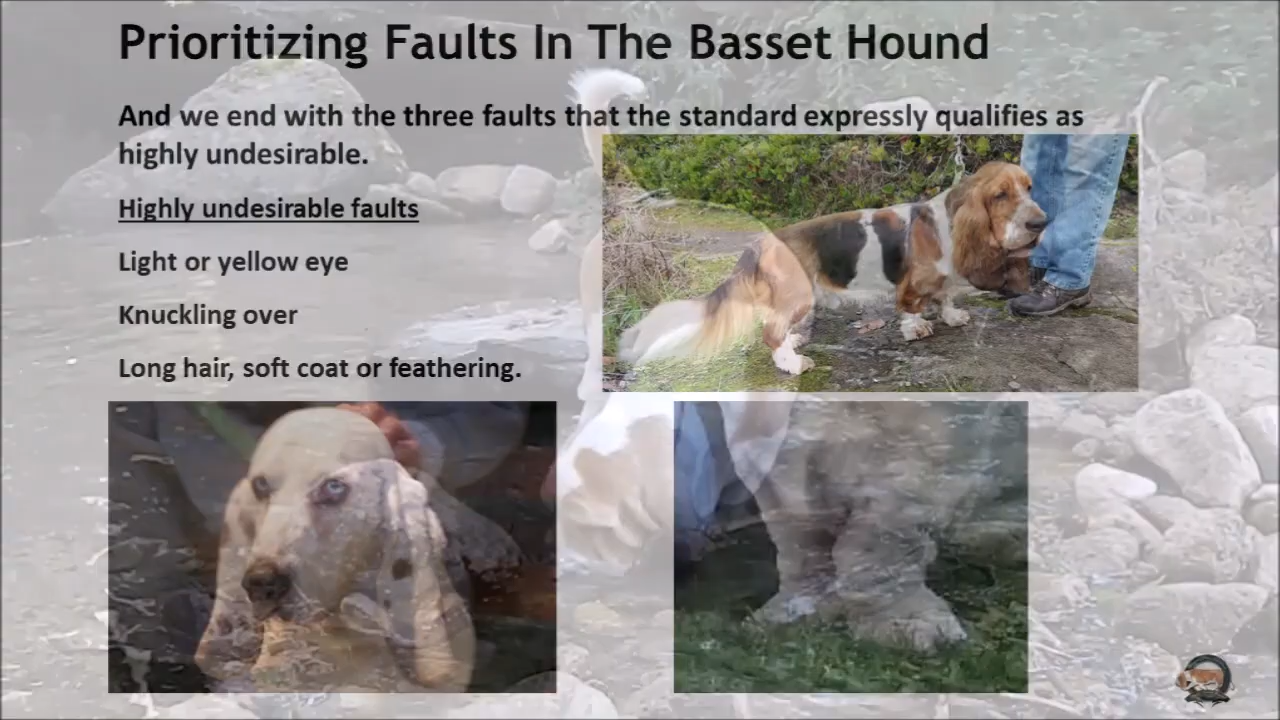 Prioritizing Faults In The Basset Hound
And we end with the three faults that the standard expressly qualifies as
highly undesirable.
Highly undesirable faults
Light or yellow eye
Knuckling over
Long hair, soft coat or feathering.